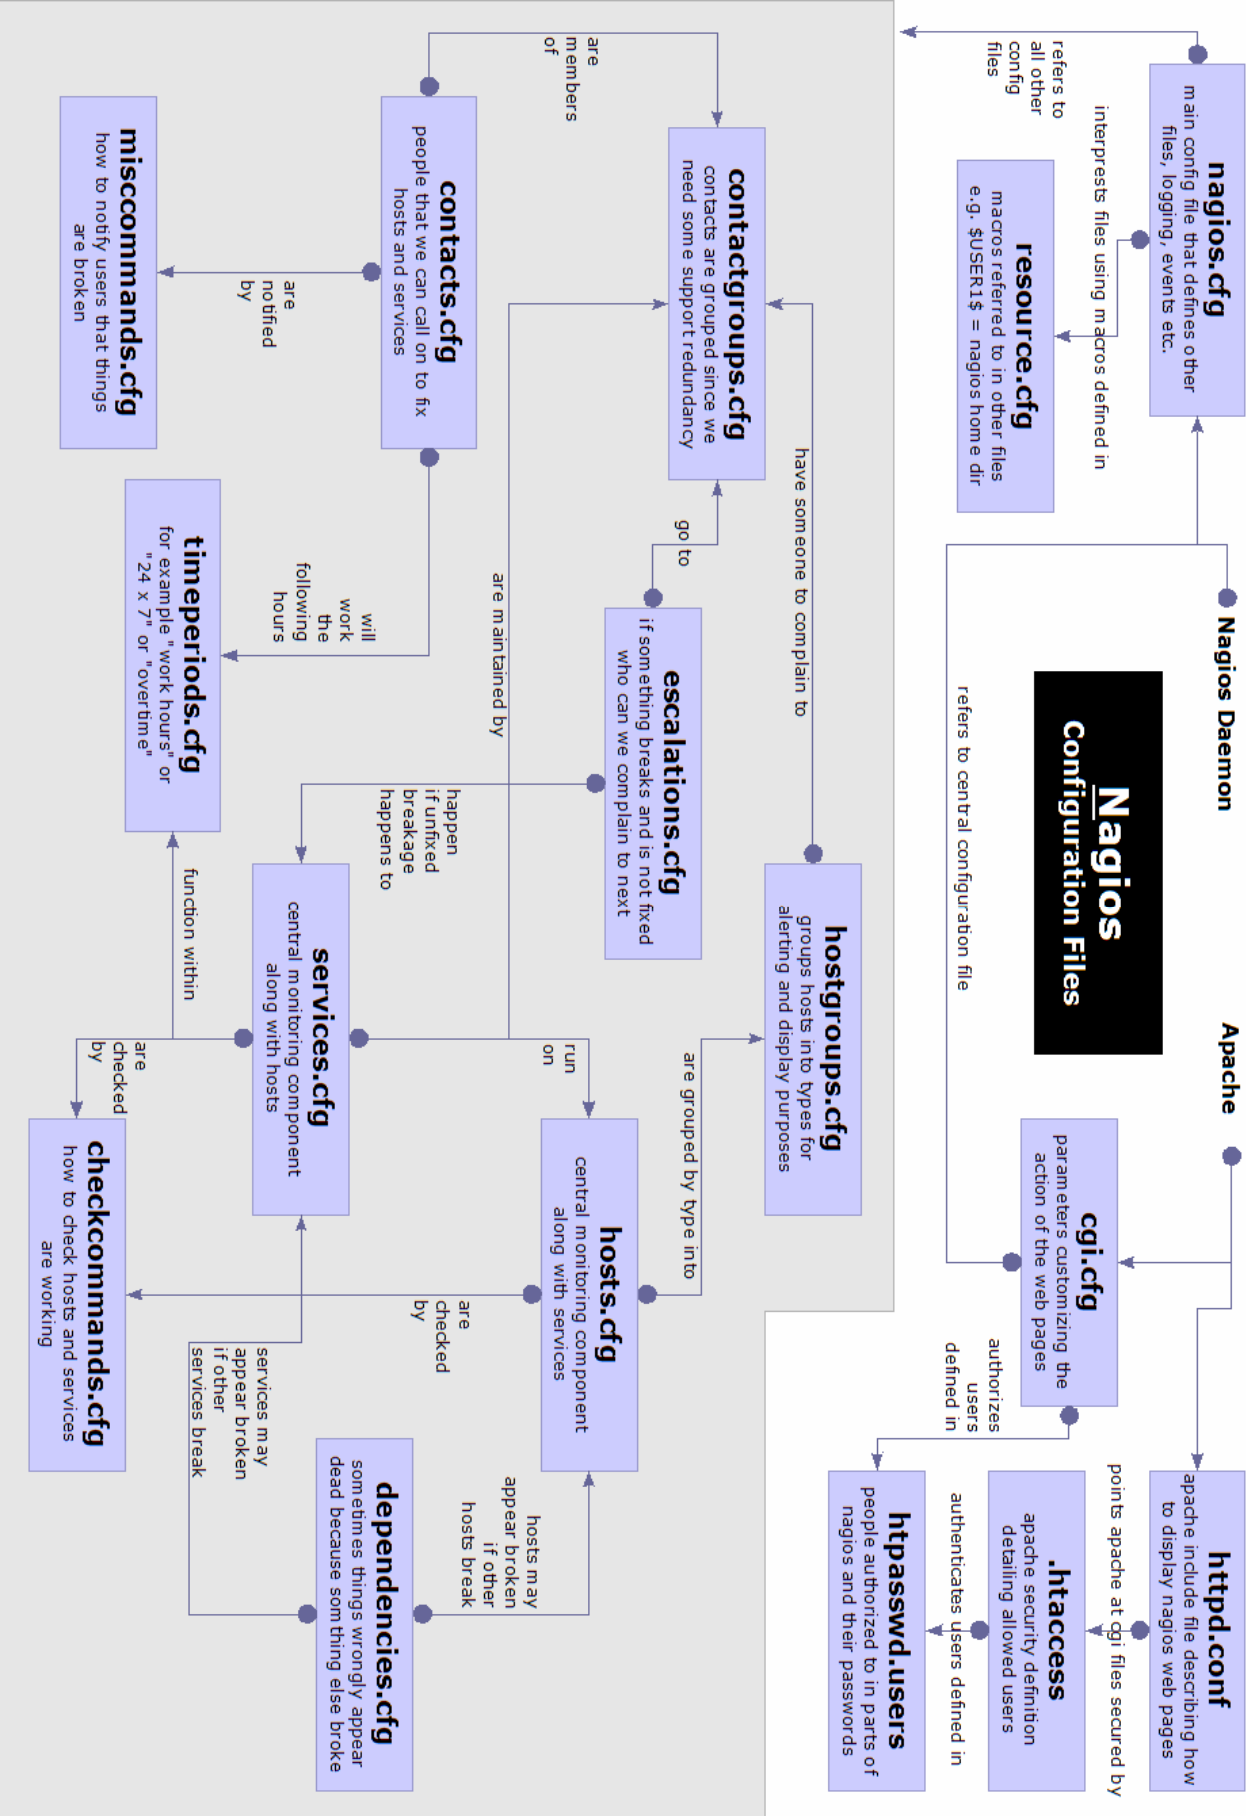 Nagios Daemon
Apache
Nagios
Configuration Files
nagios.cfg
main config file that defines other
files, logging, events etc.
refers to
all other
config
files
interprests files using macros defined in
resource.cfg
macros referred to in other files
e.g. $USER1$ = nagios home dir
refers to central configuration file
cgi.cfg
parameters customizing the
action of the web pages
authorizes
users
defined in
httpd.conf
apache include file describing how
to display nagios web pages
points apache at cgi files secured by
.htaccess
apache security definition
detailing allowed users
authenticates users defined in
htpasswd.users
people authorized to in parts of
nagios and their passwords
hostgroups.cfg
groups hosts into types for
alerting and display purposes
have someone to complain to
contactgroups.cfg
contacts are grouped since we
need some support redundancy
go to
escalations.cfg
if something breaks and is not fixed
who can we complain to next
are grouped by type into
are
members
of
hosts.cfg
central monitoring component
along with services
run
on
are maintained by
hosts may
appear broken
if other
hosts break
contacts.cfg
people that we can call on to fix
hosts and services
happen
if unfixed
breakage
happens to
are
checked
by
dependencies.cfg
sometimes things wrongly appear
dead because somthing else broke
will
work
the
following
hours
services.cfg
central monitoring component
along with hosts
are
notified
by
services may
appear broken
if other
services break
timeperiods.cfg
for example "work hours" or
"24 x 7" or "overtime"
function within
are
checked
by
misccommands.cfg
how to notify users that things
are broken
checkcommands.cfg
how to check hosts and services
are working